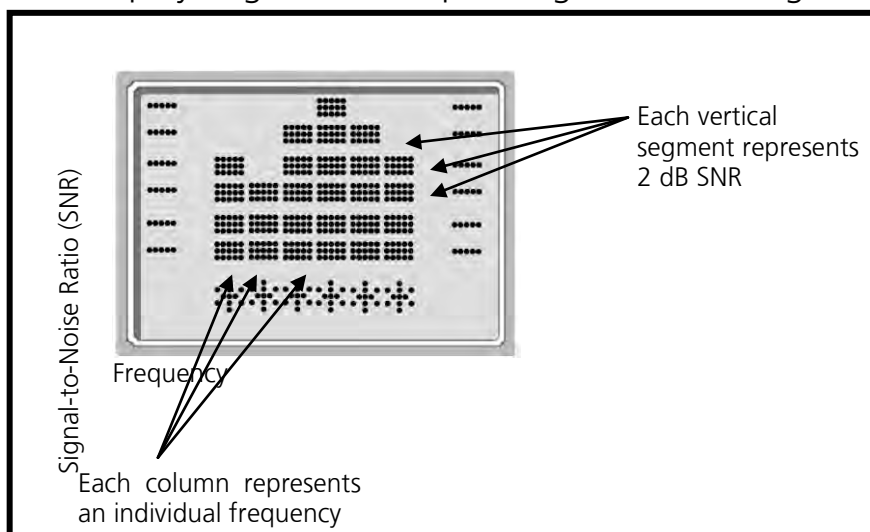 Each vertical
segment represents
2 dB SNR
Signal-to-Noise Ratio (SNR)
Frequency
Each column represents
an individual frequency